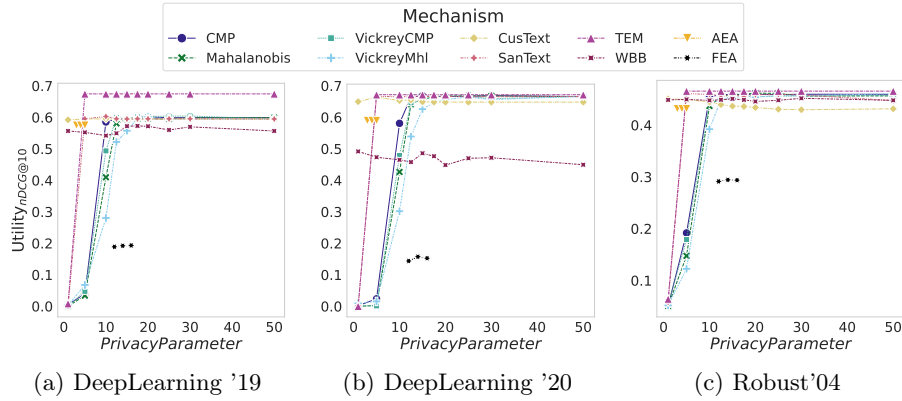 Mechanism
CMP VickreyCMP CusText TEM AEA
Mahalanobis VickreyMhl SanText WBB FEA
Utility nDCG@10
0.7 0.6 0.5 0.4 0.3 0.2 0.1 0.0
0 10 20 30 40 50
PrivacyParameter
(a) DeepLearning '19
0.7 0.6 0.5 0.4 0.3 0.2 0.1 0.0
0 10 20 30 40 50
PrivacyParameter
(b) DeepLearning '20
0.4 0.3 0.2 0.1
0 10 20 30 40 50
PrivacyParameter
(c) Robust'04